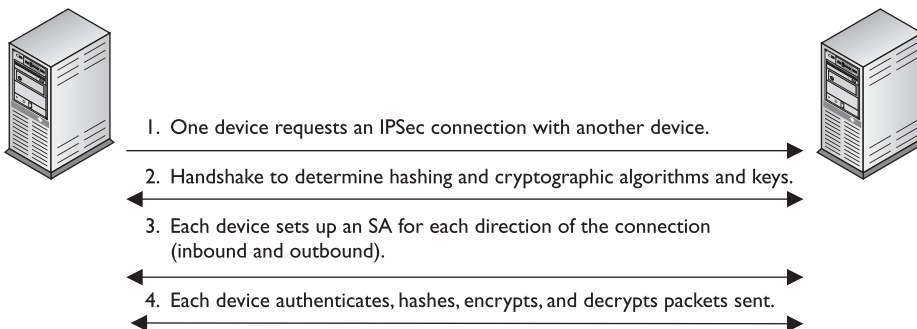 1. One device requests an IPSec connection with another device.
2. Handshake to determine hashing and cryptographic algorithms and keys.
3. Each device sets up an SA for each direction of the connection
(inbound and outbound).
4. Each device authenticates, hashes, encrypts, and decrypts packets sent.